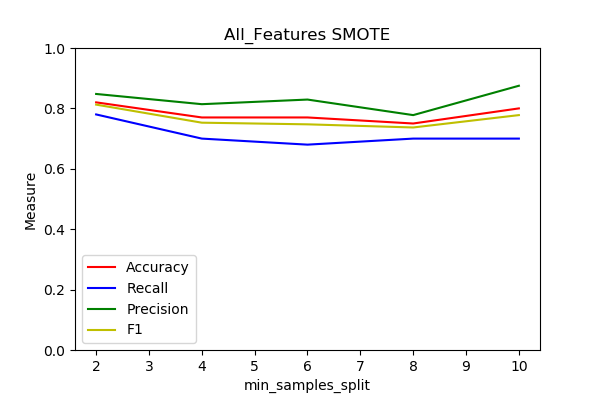 All_Features SMOTE
1.0
0.8
0.6
0.4
0.2
0.0
Measure
Accuracy
Recall
Precision
F1
2 3 4 5 6 7 8 9 10
min_samples_split